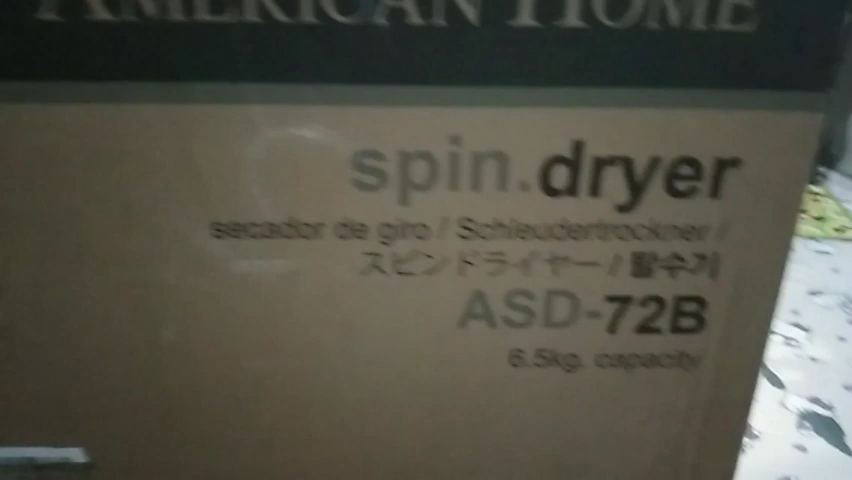 AMERICAN HOME
spin.dryer
secador de giro / Schleudertrockner /
スピンドライヤー / 탈수기
ASD-72B
6.5kg. capacity